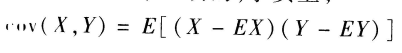 cov(X,Y) = E[(X - EX)(Y - EY)]